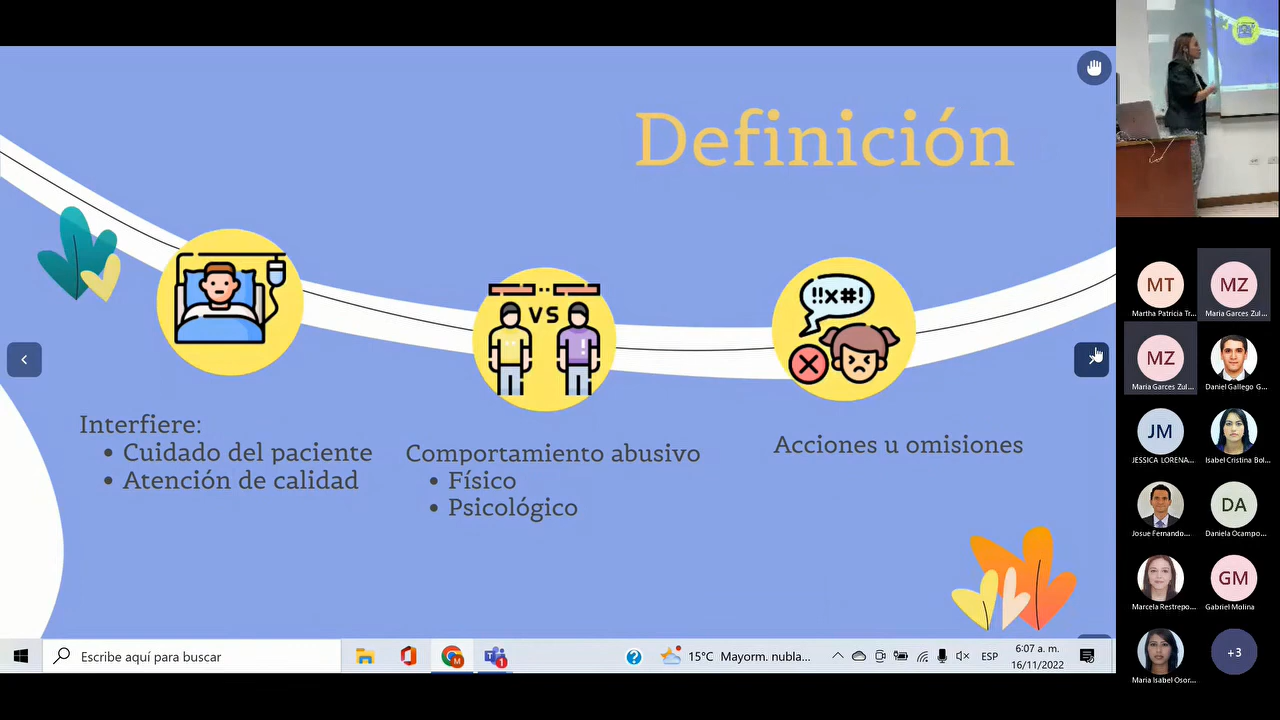 Definición
VS
!!x#!
Interfiere:
Cuidado del paciente
Atención de calidad
Comportamiento abusivo
Físico
Psicológico
Acciones u omisiones
MT
Martha Patricia Tr...
MZ
Maria Garces Zul...
MZ
Maria Garces Zul...
Daniel Gallego G...
JM
JESSICA LORENA...
Isabel Cristina Bol...
Josue Fernando...
DA
Daniela Ocampo...
Marcela Restrepo...
GM
Gabriel Molina
Maria Isabel Osor...
+3
Escribe aquí para buscar
15°C Mayorm. nubla...
ESP
6:07 a. m.
16/11/2022